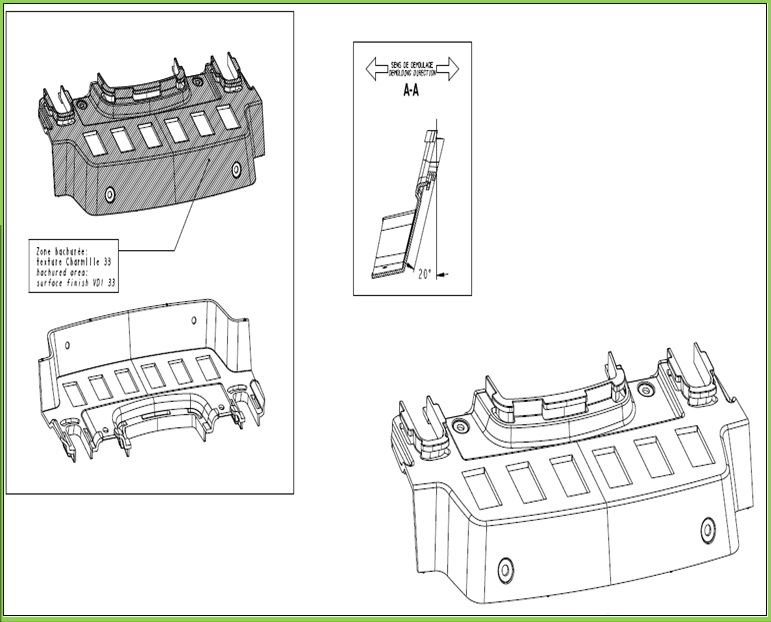 SENS DE DEMOULAGE
DEMOLDING DIRECTION
A-A
20°
Zone hachurée:
texture Charmille 33
hachured area:
surface finish VDI 33